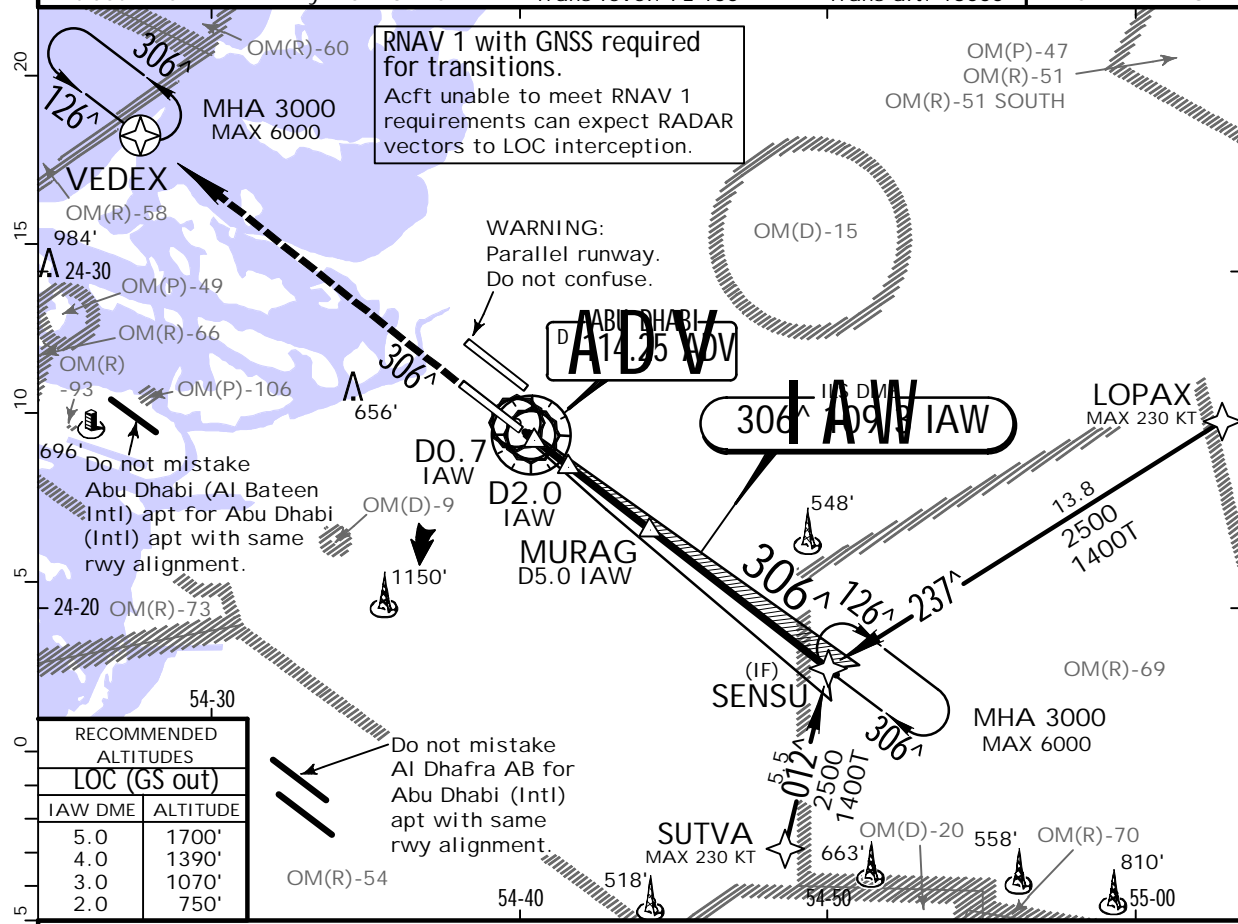 20
15
10
5
0
5
OM(R)-60
306^
126^
MHA 3000
MAX 6000
VEDEX
OM(R)-58
RNAV 1 with GNSS required
for transitions.
Acft unable to meet RNAV 1
requirements can expect RADAR
vectors to LOC interception.
OM(P)-47
OM(R)-51
OM(R)-51 SOUTH
984'
24-30
OM(P)-49
OM(R)-66
OM(R)
-93
OM(P)-106
696'
656'
306^
WARNING:
Parallel runway.
Do not confuse.
OM(D)-15
ABU DHABI
D 114.25 ADV
ADV
ILS DME
306^ 109.3 IAW
IAW
LOPAX
MAX 230 KT
Do not mistake
Abu Dhabi (Al Bateen
Intl) apt for Abu Dhabi
(Intl) apt with same
rwy alignment.
D0.7
IAW
D2.0
IAW
OM(D)-9
MURAG
D5.0 IAW
548'
13.8
2500
1400T
237^
1150'
306^
126^
24-20
OM(R)-73
(IF)
SENSU
OM(R)-69
54-30
306^
MHA 3000
MAX 6000
RECOMMENDED
ALTITUDES
LOC (GS out)
IAW DME ALTITUDE
5.0 1700'
4.0 1390'
3.0 1070'
2.0 750'
Do not mistake
Al Dhafra AB for
Abu Dhabi (Intl)
apt with same
rwy alignment.
5.5
012^
2500
1400T
SUTVA
MAX 230 KT
OM(D)-20
OM(R)-70
663'
558'
810'
OM(R)-54
518'
54-40
54-50
55-00